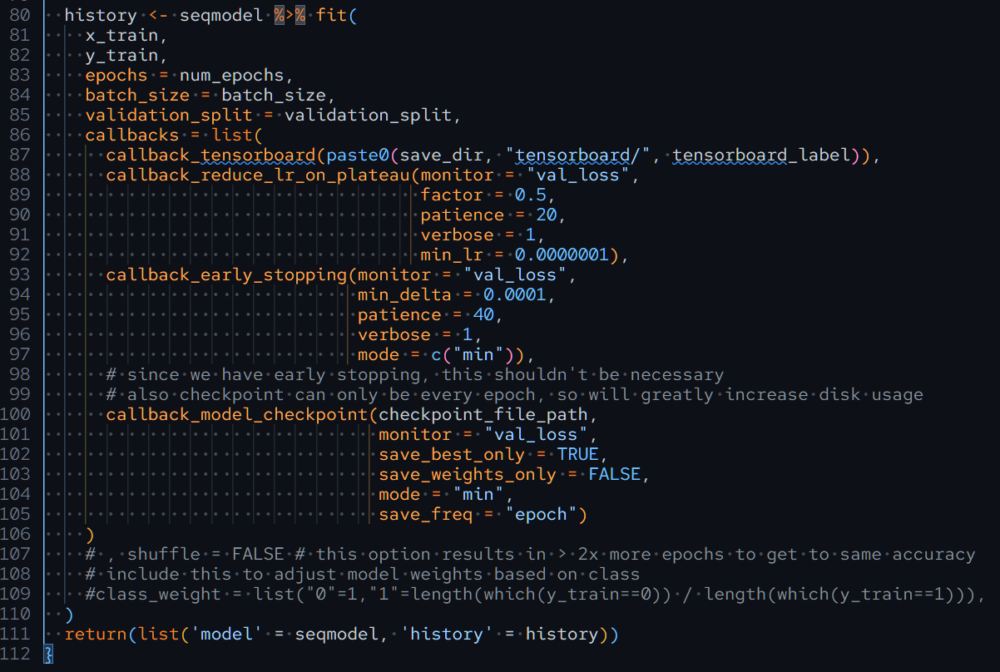 80 history <- seqmodel %>% fit(
81 x_train,
82 y_train,
83 epochs = num_epochs,
84 batch_size = batch_size,
85 validation_split = validation_split,
86 callbacks = list(
87 callback_tensorboard(paste0(save_dir, "tensorboard/", tensorboard_label)),
88 callback_reduce_lr_on_plateau(monitor = "val_loss",
89 factor = 0.5,
90 patience = 20,
91 verbose = 1,
92 min_lr = 0.0000001),
93 callback_early_stopping(monitor = "val_loss",
94 min_delta = 0.0001,
95 patience = 40,
96 verbose = 1,
97 mode = c("min")),
98 # since we have early stopping, this shouldn't be necessary
99 # also checkpoint can only be every epoch, so will greatly increase disk usage
100 callback_model_checkpoint(checkpoint_file_path,
101 monitor = "val_loss",
102 save_best_only = TRUE,
103 save_weights_only = FALSE,
104 mode = "min",
105 save_freq = "epoch")
106 )
107 # , shuffle = FALSE # this option results in > 2x more epochs to get to same accuracy
108 # include this to adjust model weights based on class
109 #class_weight = list("0"=1,"1"=length(which(y_train==0)) / length(which(y_train==1))),
110 )
111 return(list('model' = seqmodel, 'history' = history))
112 }